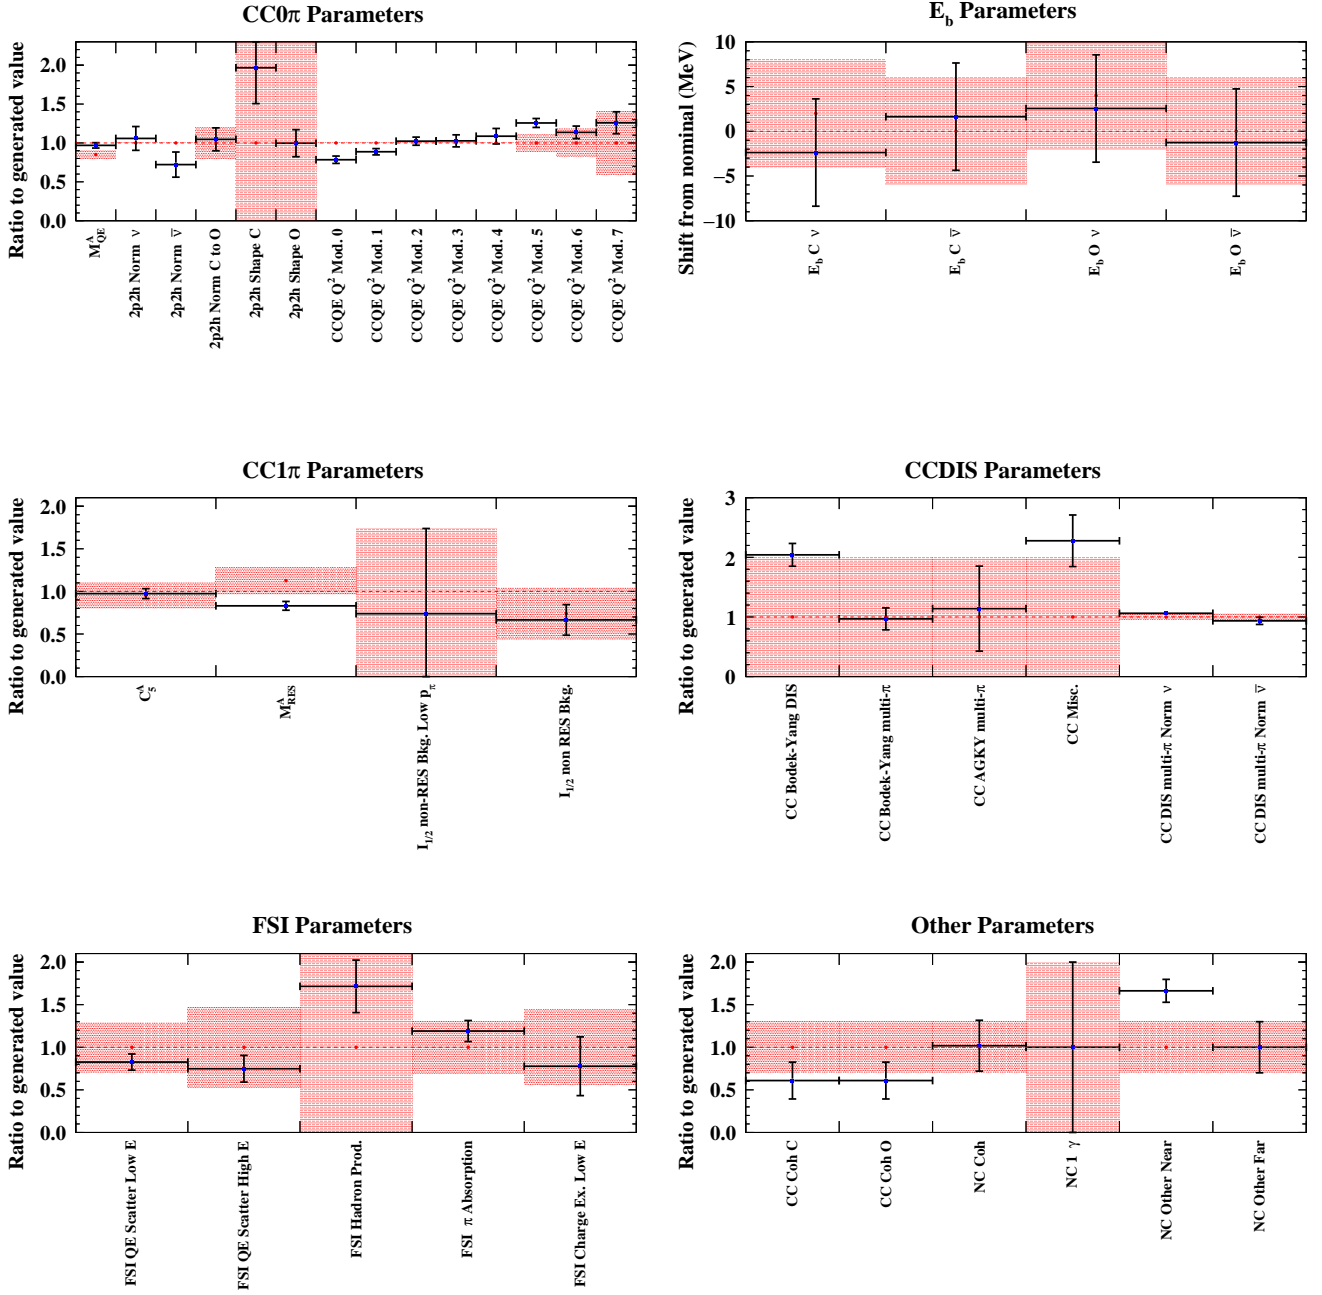 CC0π Parameters
Ratio to generated value
2.0
1.5
1.0
0.5
0.0
M^A_QE
2p2h Norm ν
2p2h Norm ν̅
2p2h Norm C to O
2p2h Shape C
2p2h Shape O
CCQE Q² Mod. 0
CCQE Q² Mod. 1
CCQE Q² Mod. 2
CCQE Q² Mod. 3
CCQE Q² Mod. 4
CCQE Q² Mod. 5
CCQE Q² Mod. 6
CCQE Q² Mod. 7
E_b Parameters
Shift from nominal (MeV)
10
5
0
−5
−10
E_b C ν
E_b C ν̅
E_b O ν
E_b O ν̅
CC1π Parameters
Ratio to generated value
2.0
1.5
1.0
0.5
0.0
C^A_5
M^A_RES
I_1/2 non-RES Bkg. Low p_π
I_1/2 non RES Bkg.
CCDIS Parameters
Ratio to generated value
3
2
1
0
CC Bodek-Yang DIS
CC Bodek-Yang multi-π
CC AGKY multi-π
CC Misc.
CC DIS multi-π Norm ν
CC DIS multi-π Norm ν̅
FSI Parameters
Ratio to generated value
2.0
1.5
1.0
0.5
0.0
FSI QE Scatter Low E
FSI QE Scatter High E
FSI Hadron Prod.
FSI π Absorption
FSI Charge Ex. Low E
Other Parameters
Ratio to generated value
2.0
1.5
1.0
0.5
0.0
CC Coh C
CC Coh O
NC Coh
NC 1 γ
NC Other Near
NC Other Far